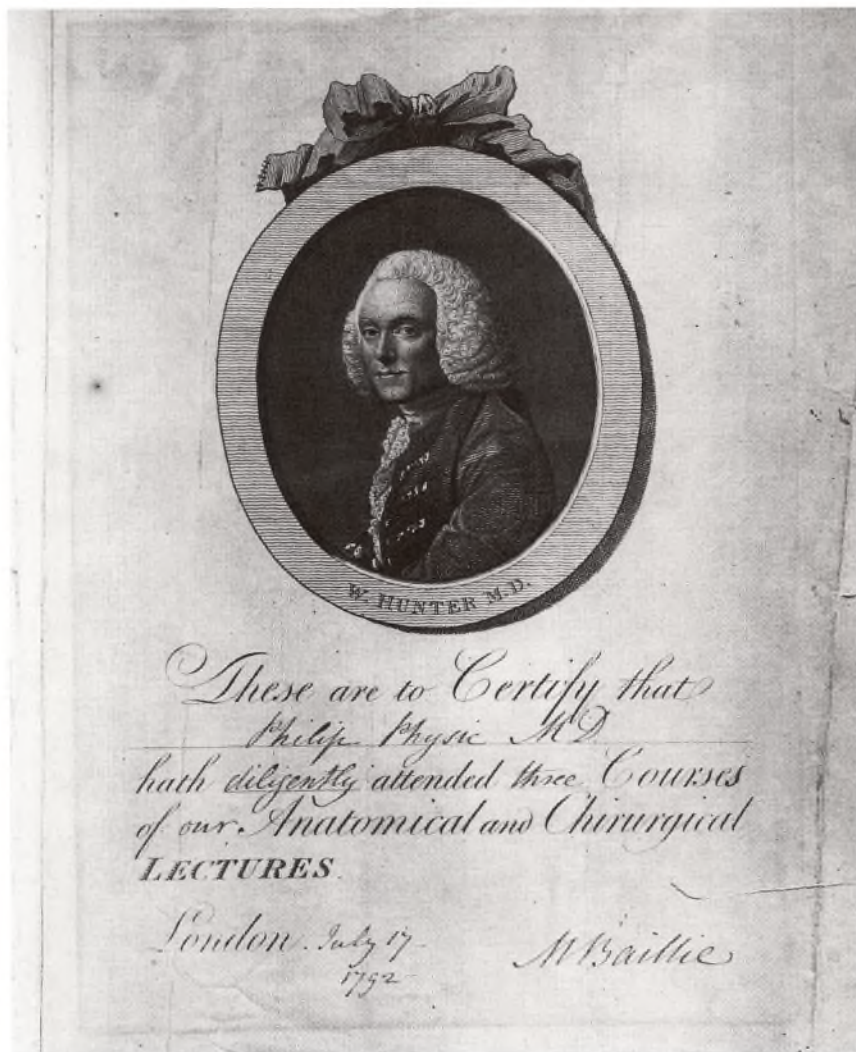 W. HUNTER M.D.
These are to Certify that
Philip Physic MD
hath diligently attended three Courses
of our Anatomical and Chirurgical
LECTURES.
London July 17
1792
M Baillie